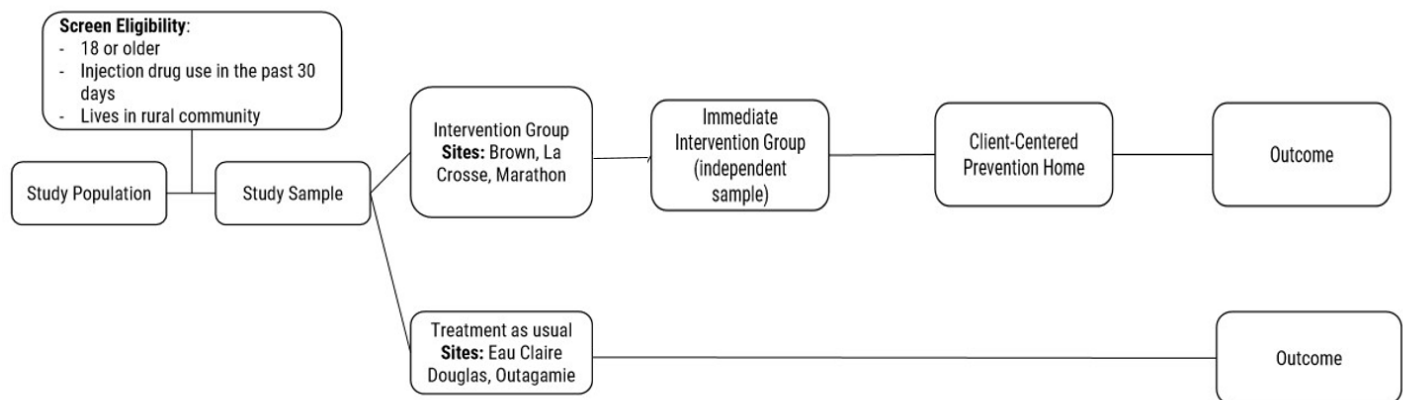 Screen Eligibility:
- 18 or older
- Injection drug use in the past 30
days
- Lives in rural community
Study Population
Study Sample
Intervention Group
Sites: Brown, La
Crosse, Marathon
Immediate
Intervention Group
(independent
sample)
Client-Centered
Prevention Home
Outcome
Treatment as usual
Sites: Eau Claire
Douglas, Outagamie
Outcome